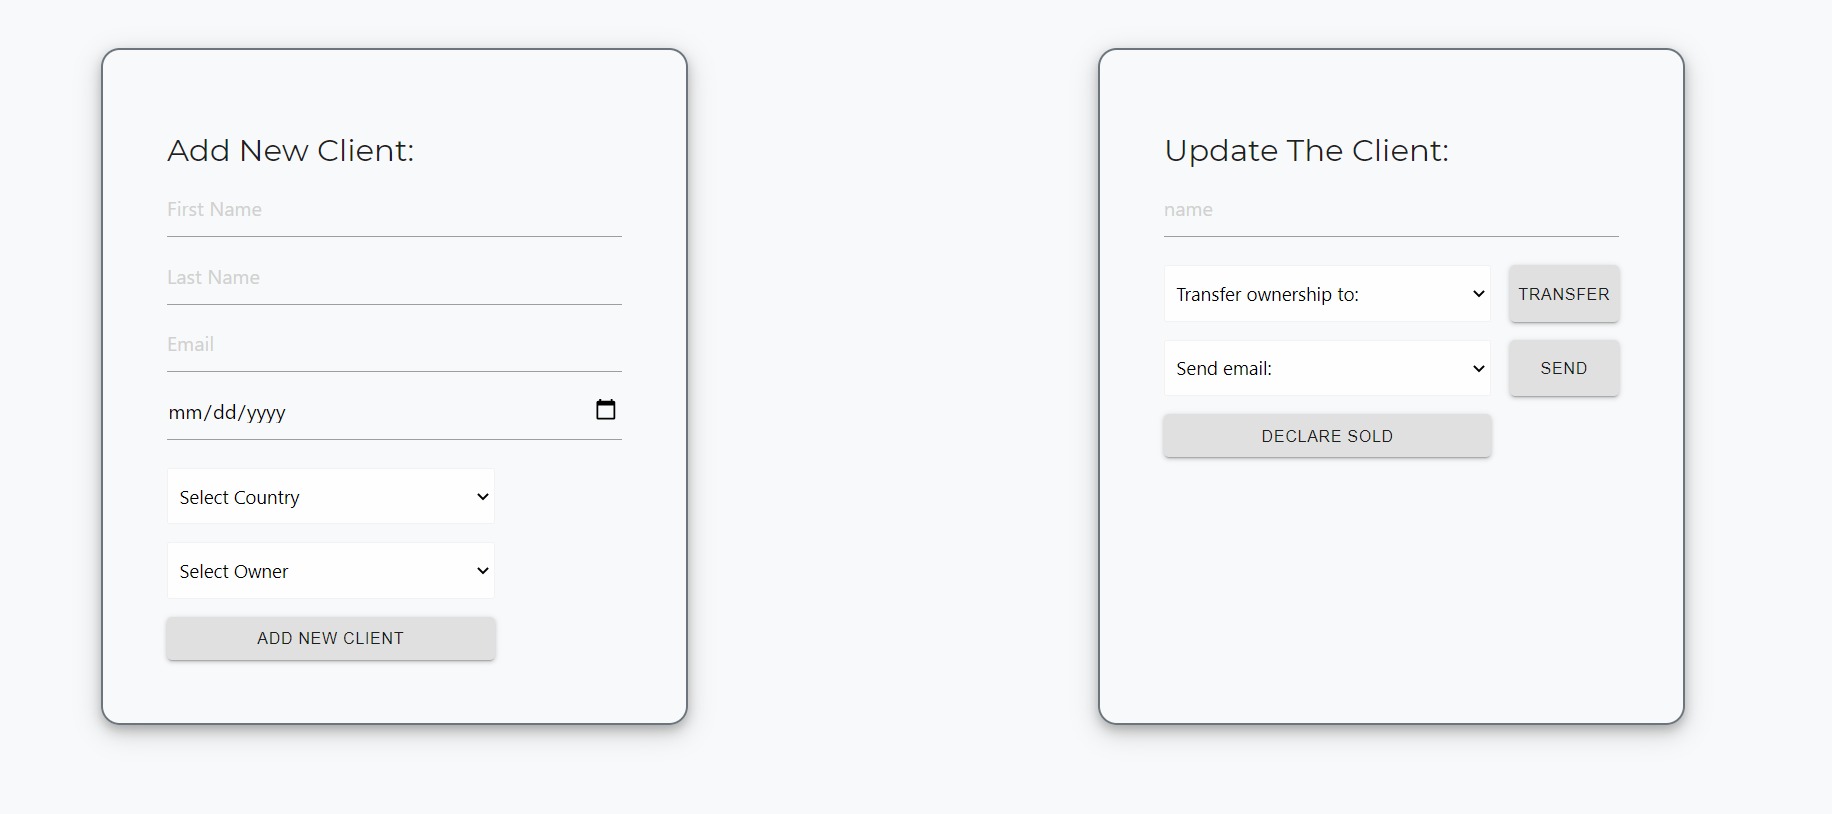 Add New Client:
First Name
Last Name
Email
mm/dd/yyyy
Select Country
Select Owner
ADD NEW CLIENT
Update The Client:
name
Transfer ownership to:
TRANSFER
Send email:
SEND
DECLARE SOLD